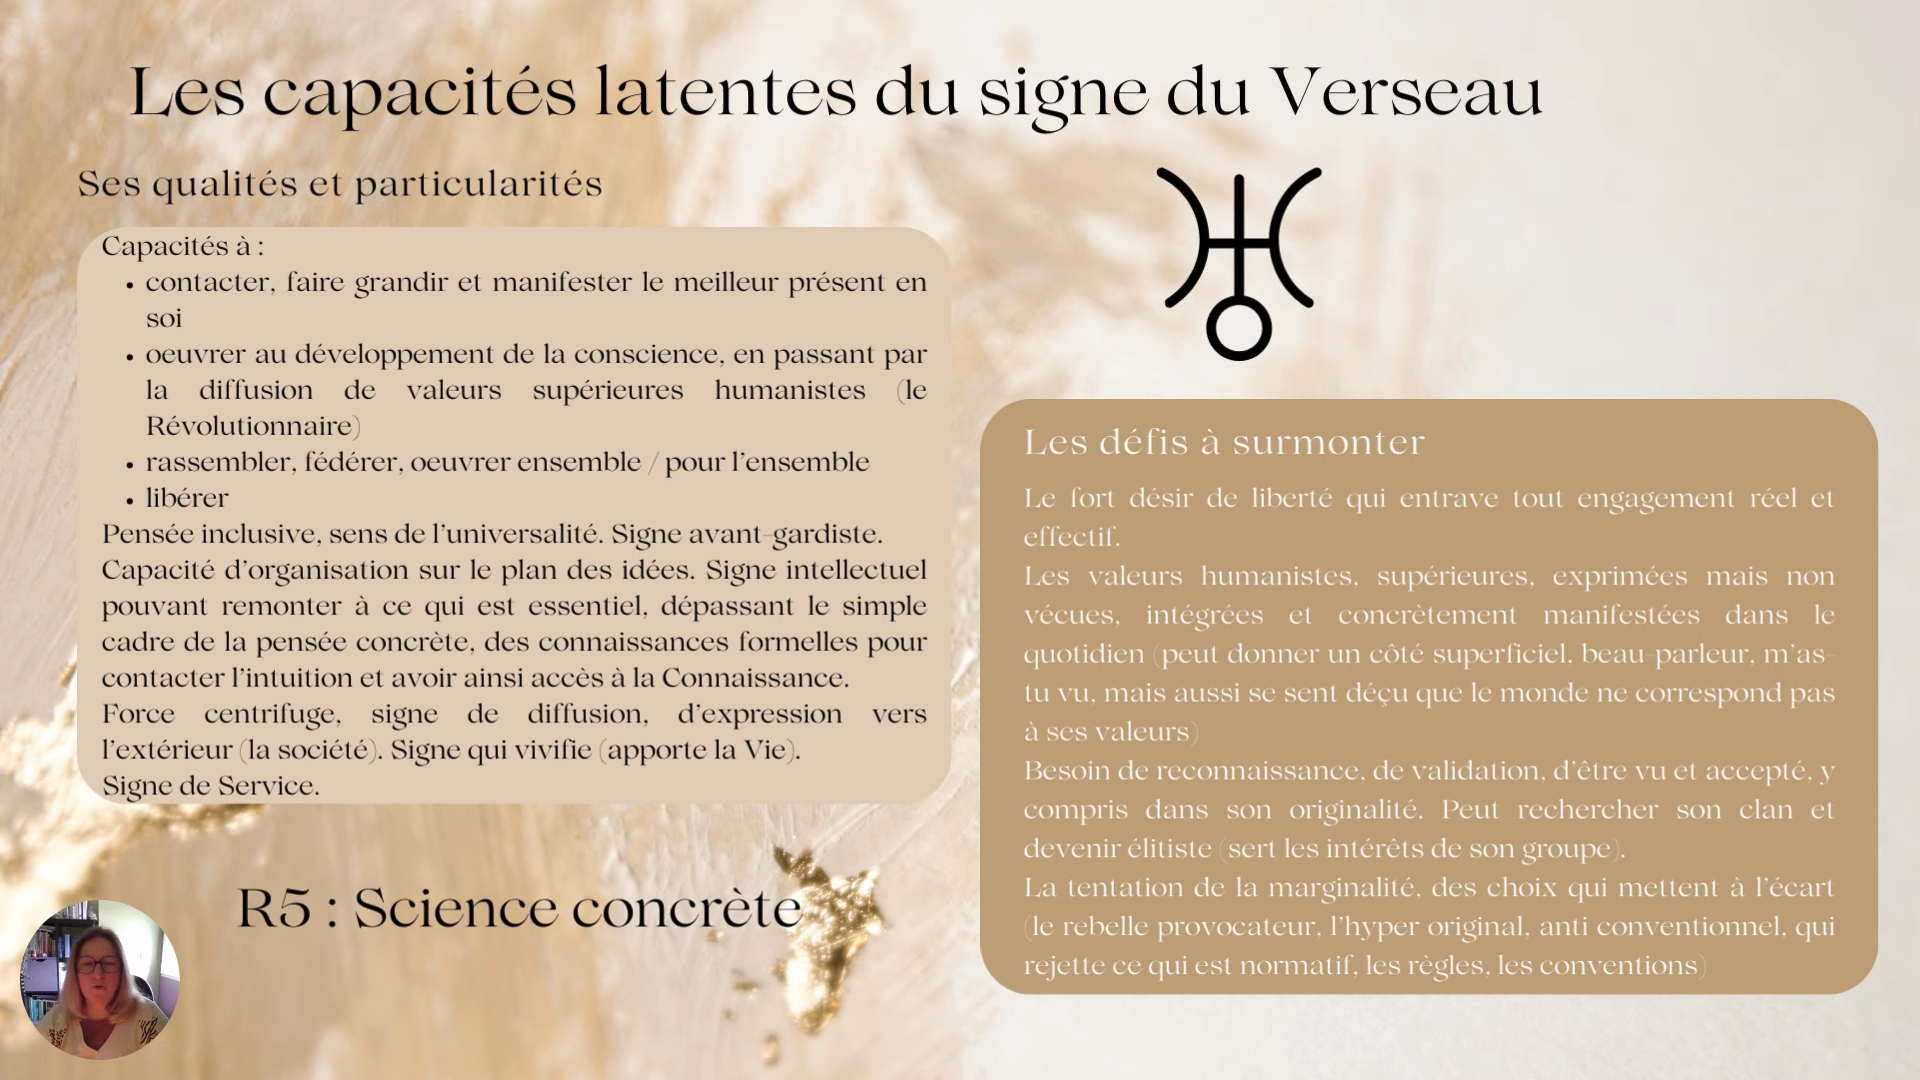 Les capacités latentes du signe du Verseau
Ses qualités et particularités
Capacités à :
• contacter, faire grandir et manifester le meilleur présent en
soi
• oeuvrer au développement de la conscience, en passant par
la diffusion de valeurs supérieures humanistes (le
Révolutionnaire)
• rassembler, fédérer, oeuvrer ensemble / pour l'ensemble
• libérer
Pensée inclusive, sens de l'universalité. Signe avant-gardiste.
Capacité d'organisation sur le plan des idées. Signe intellectuel
pouvant remonter à ce qui est essentiel, dépassant le simple
cadre de la pensée concrète, des connaissances formelles pour
contacter l'intuition et avoir ainsi accès à la Connaissance.
Force centrifuge, signe de diffusion, d'expression vers
l'extérieur (la société). Signe qui vivifie (apporte la Vie).
Signe de Service.
R5 : Science concrète
Les défis à surmonter
Le fort désir de liberté qui entrave tout engagement réel et
effectif.
Les valeurs humanistes, supérieures, exprimées mais non
vécues, intégrées et concrètement manifestées dans le
quotidien (peut donner un côté superficiel, beau-parleur, m'as-
tu vu, mais aussi se sent déçu que le monde ne correspond pas
à ses valeurs)
Besoin de reconnaissance, de validation, d'être vu et accepté, y
compris dans son originalité. Peut rechercher son clan et
devenir élitiste (sert les intérêts de son groupe).
La tentation de la marginalité, des choix qui mettent à l'écart
(le rebelle provocateur, l'hyper original, anti conventionnel, qui
rejette ce qui est normatif, les règles, les conventions)